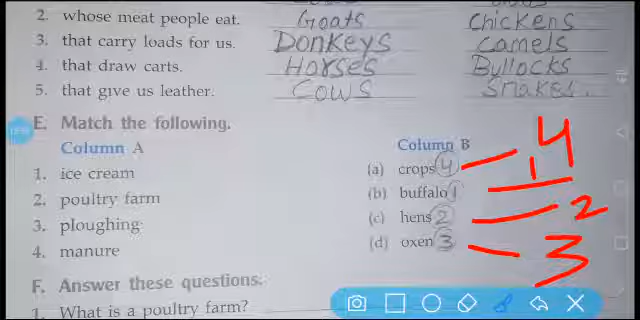 2. whose meat people eat. Goats Chickens
3. that carry loads for us. Donkeys Camels
4. that draw carts. Horses Bullocks
5. that give us leather. Cows Snakes.
E. Match the following.
Column A Column B
1. ice cream (a) crops 4 4
2. poultry farm (b) buffalo 1 1
3. ploughing (c) hens 2 2
4. manure (d) oxen 3 3
F. Answer these questions.
1. What is a poultry farm?